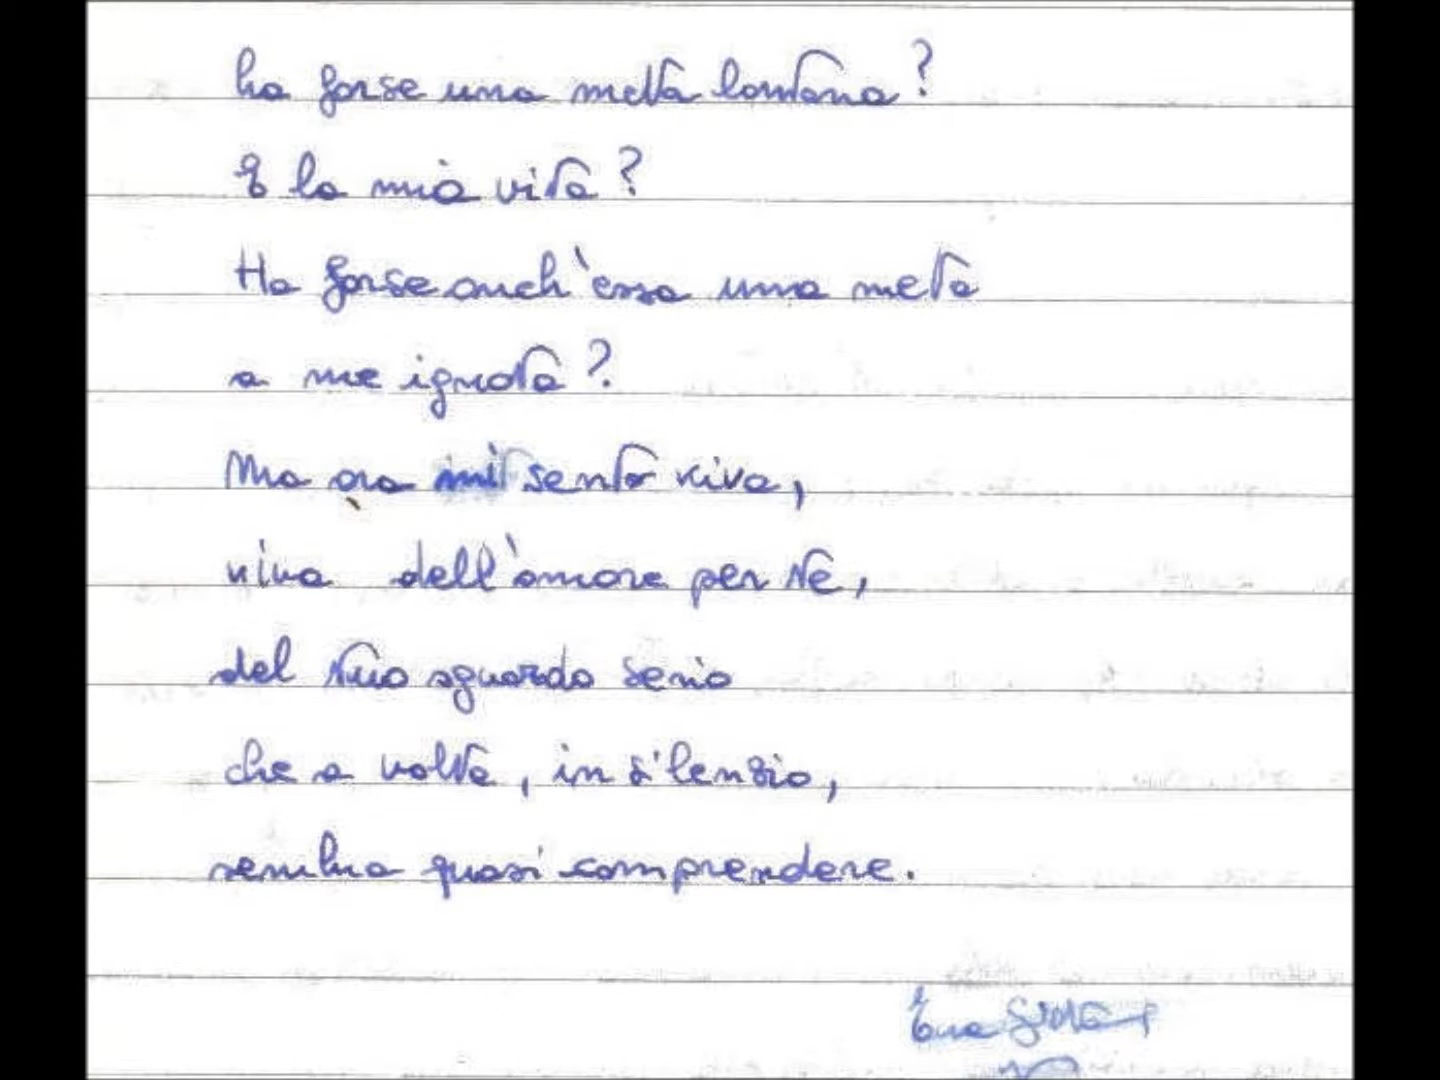 ha forse una meta lontana?
E la mia vita?
Ha forse anch'essa una meta
a me ignota?
Ma ora mi sento viva,
viva dell'amore per te,
del tuo sguardo serio
che a volte, in silenzio,
sembra quasi comprendere.